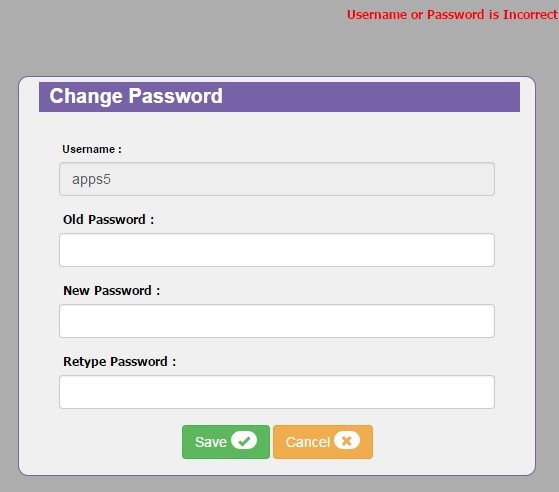 Username or Password is Incorrect
Change Password
Username :
apps5
Old Password :
New Password :
Retype Password :
Save
Cancel